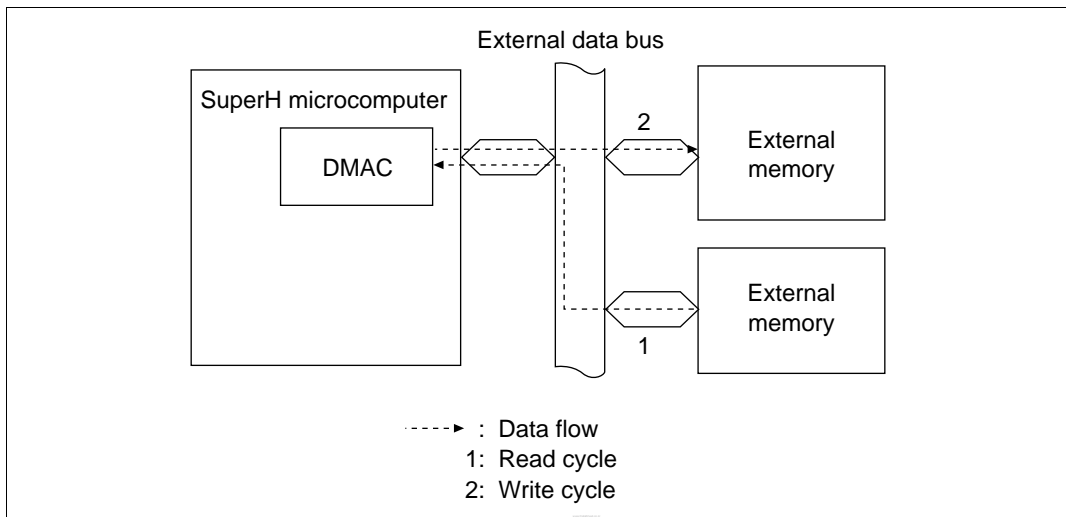 External data bus
SuperH microcomputer
DMAC
2
External
memory
External
memory
1
: Data flow
1: Read cycle
2: Write cycle